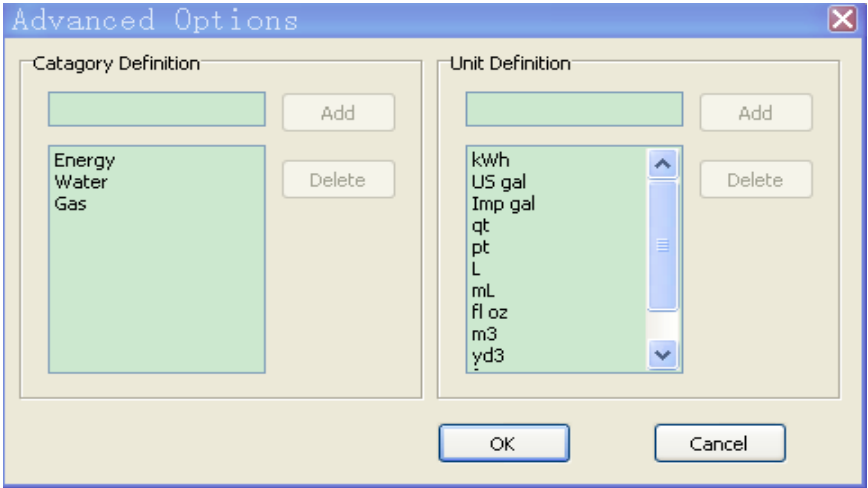 Advanced Options
Catagory Definition
Add
Energy
Water
Gas
Delete
Unit Definition
Add
kWh
US gal
Imp gal
qt
pt
L
mL
fl oz
m3
yd3
Delete
OK
Cancel